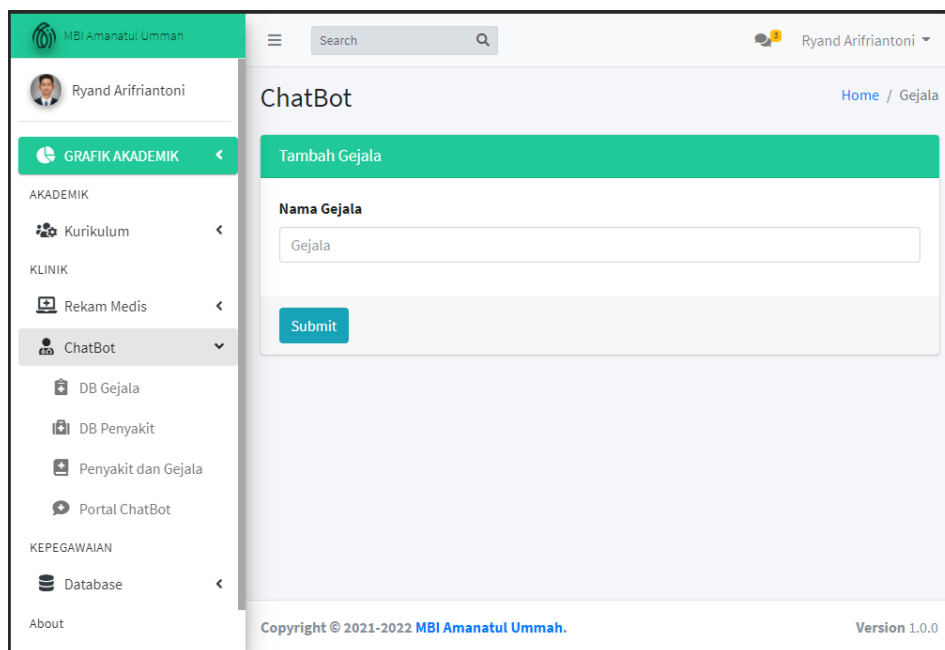 MBI Amanatul Ummah
Ryand Arifriantoni
GRAFIK AKADEMIK
AKADEMIK
Kurikulum
KLINIK
Rekam Medis
ChatBot
DB Gejala
DB Penyakit
Penyakit dan Gejala
Portal ChatBot
KEPEGAWAIAN
Database
About
Search
Ryand Arifriantoni
ChatBot
Home / Gejala
Tambah Gejala
Nama Gejala
Gejala
Submit
Copyright © 2021-2022 MBI Amanatul Ummah.
Version 1.0.0